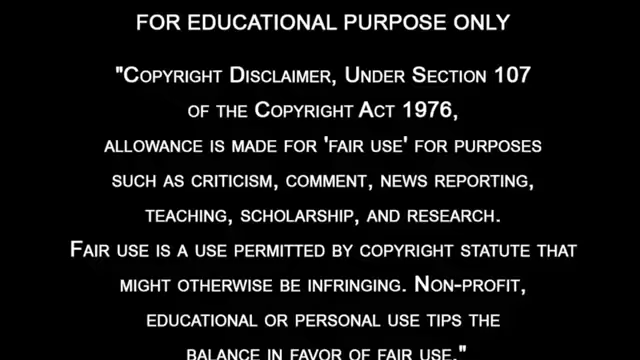 FOR EDUCATIONAL PURPOSE ONLY
"Copyright Disclaimer, Under Section 107
of the Copyright Act 1976,
allowance is made for 'fair use' for purposes
such as criticism, comment, news reporting,
teaching, scholarship, and research.
Fair use is a use permitted by copyright statute that
might otherwise be infringing. Non-profit,
educational or personal use tips the
balance in favor of fair use."